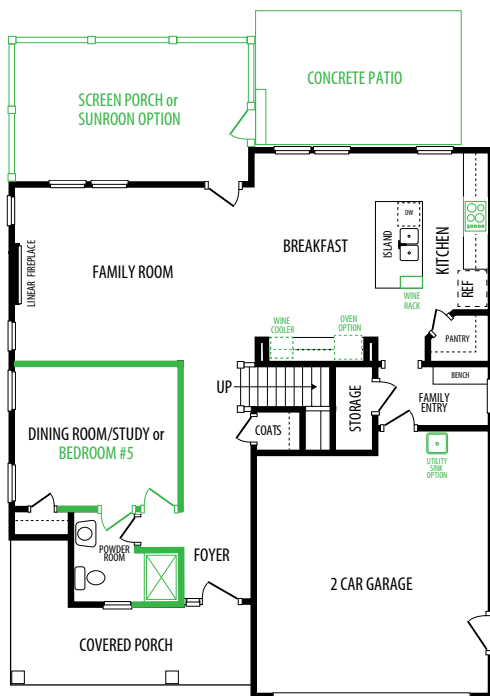 CONCRETE PATIO
SCREEN PORCH or
SUNROON OPTION
DW
ISLAND
KITCHEN
BREAKFAST
FAMILY ROOM
LINEAR FIREPLACE
REF
WINE
RACK
WINE
COOLER
OVEN
OPTION
PANTRY
BENCH
UP
STORAGE
FAMILY
ENTRY
COATS
DINING ROOM/STUDY or
BEDROOM #5
UTILITY
SINK
OPTION
POWDER
ROOM
FOYER
2 CAR GARAGE
COVERED PORCH